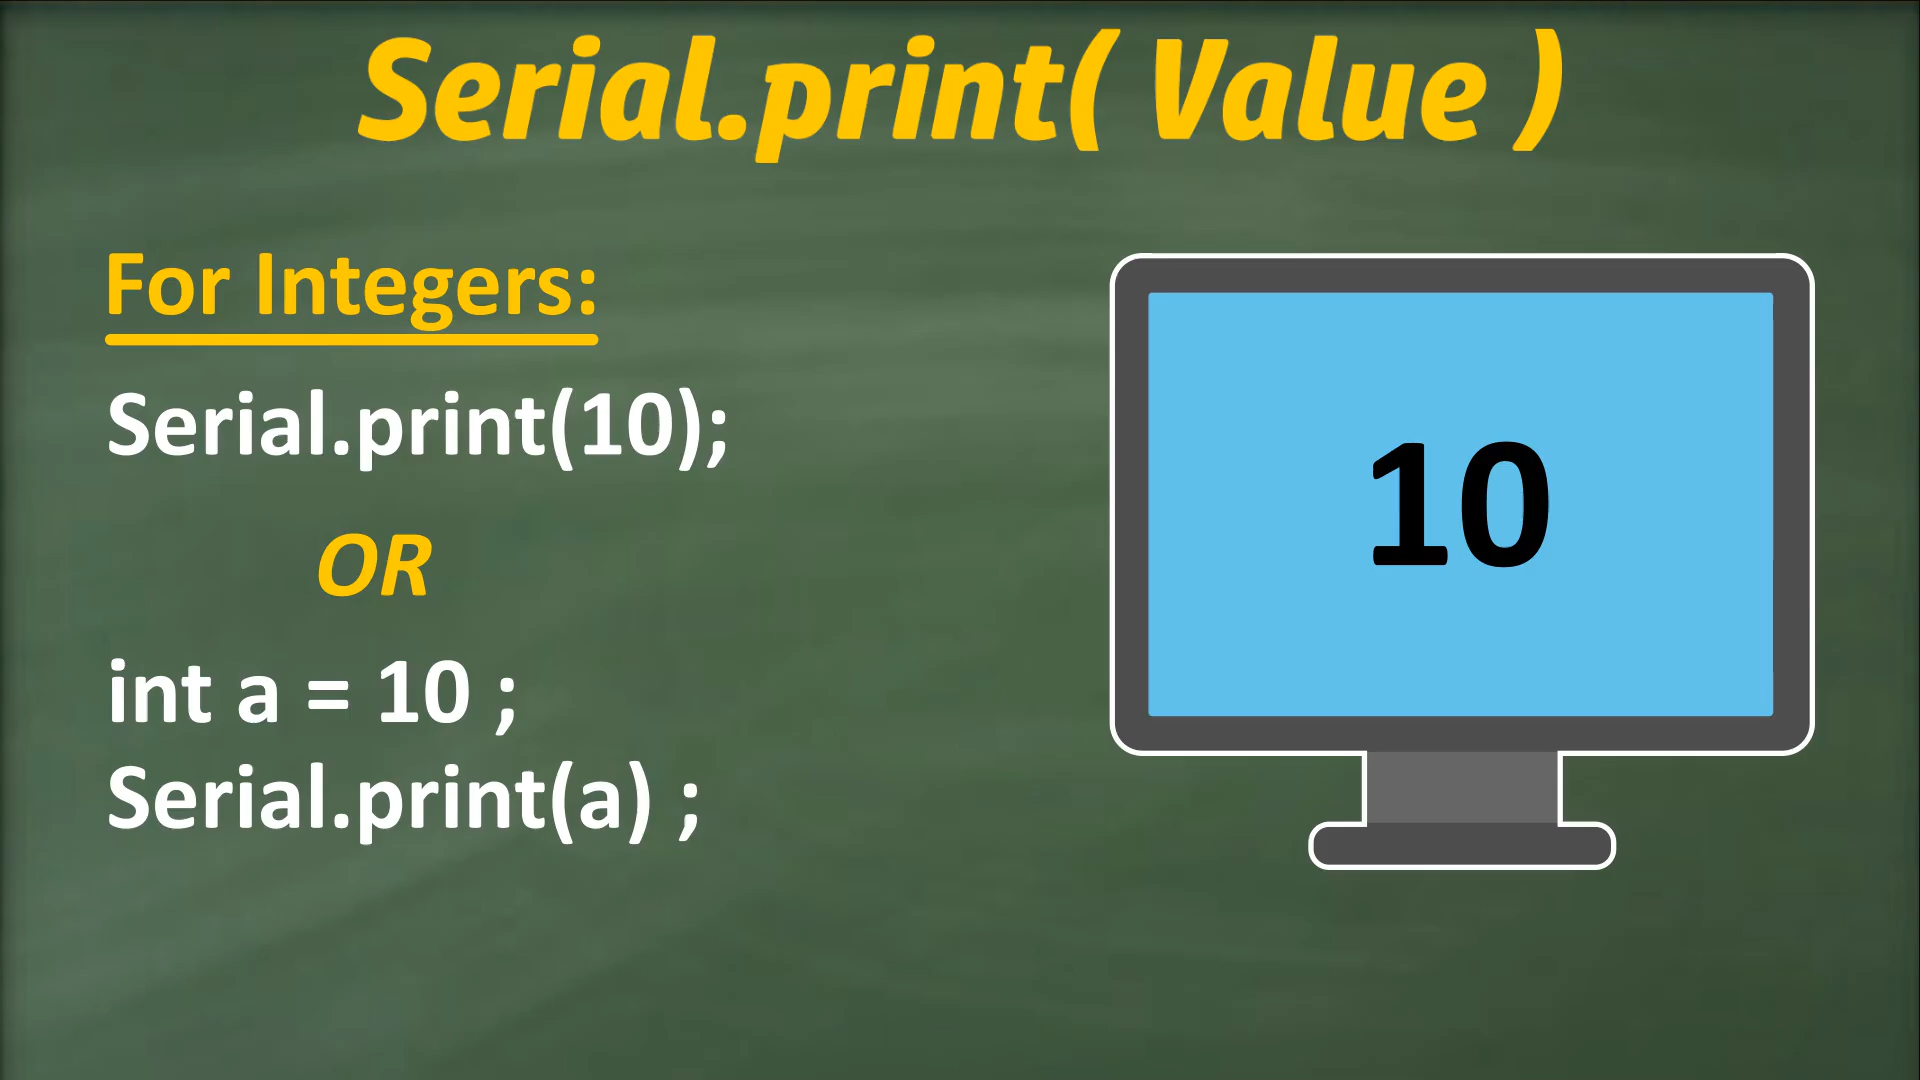 Serial.print( Value )
For Integers:
Serial.print(10);
OR
int a = 10 ;
Serial.print(a) ;
10